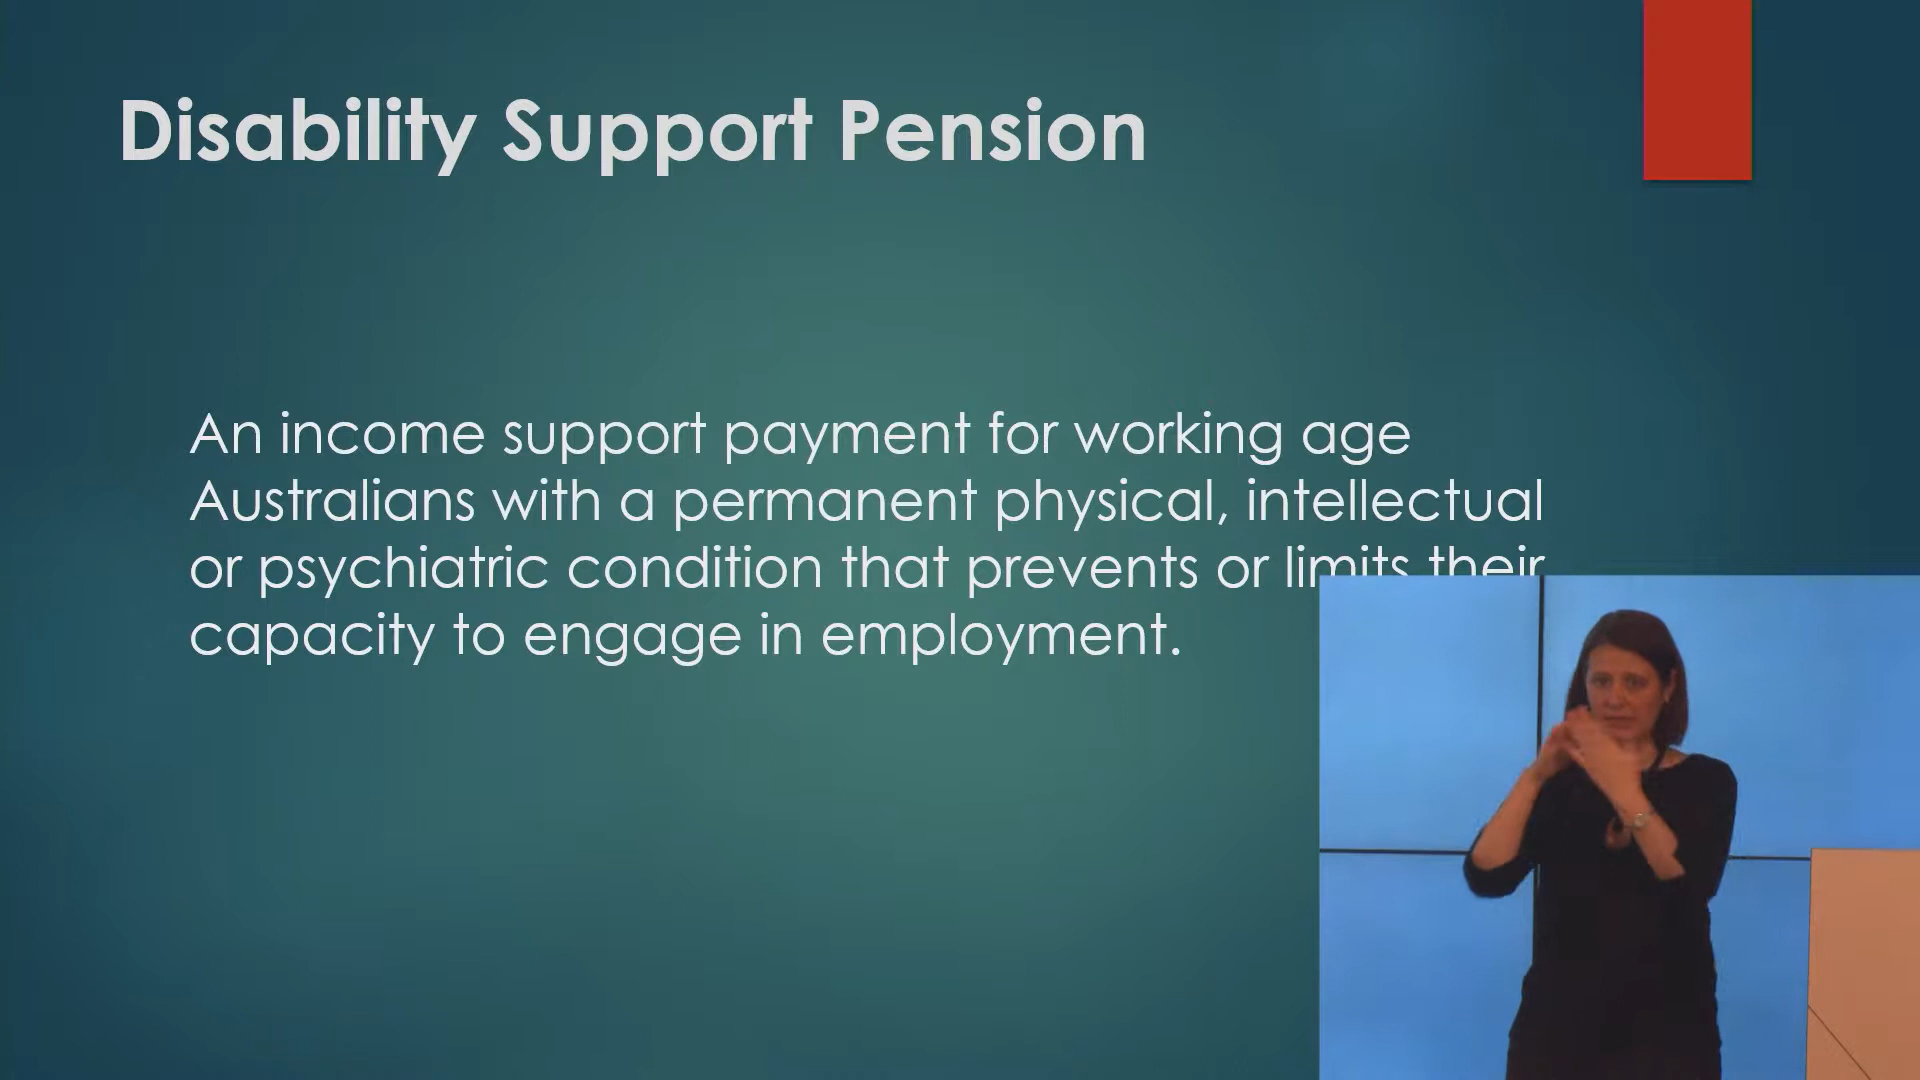 Disability Support Pension
An income support payment for working age
Australians with a permanent physical, intellectual
or psychiatric condition that prevents or limits their
capacity to engage in employment.